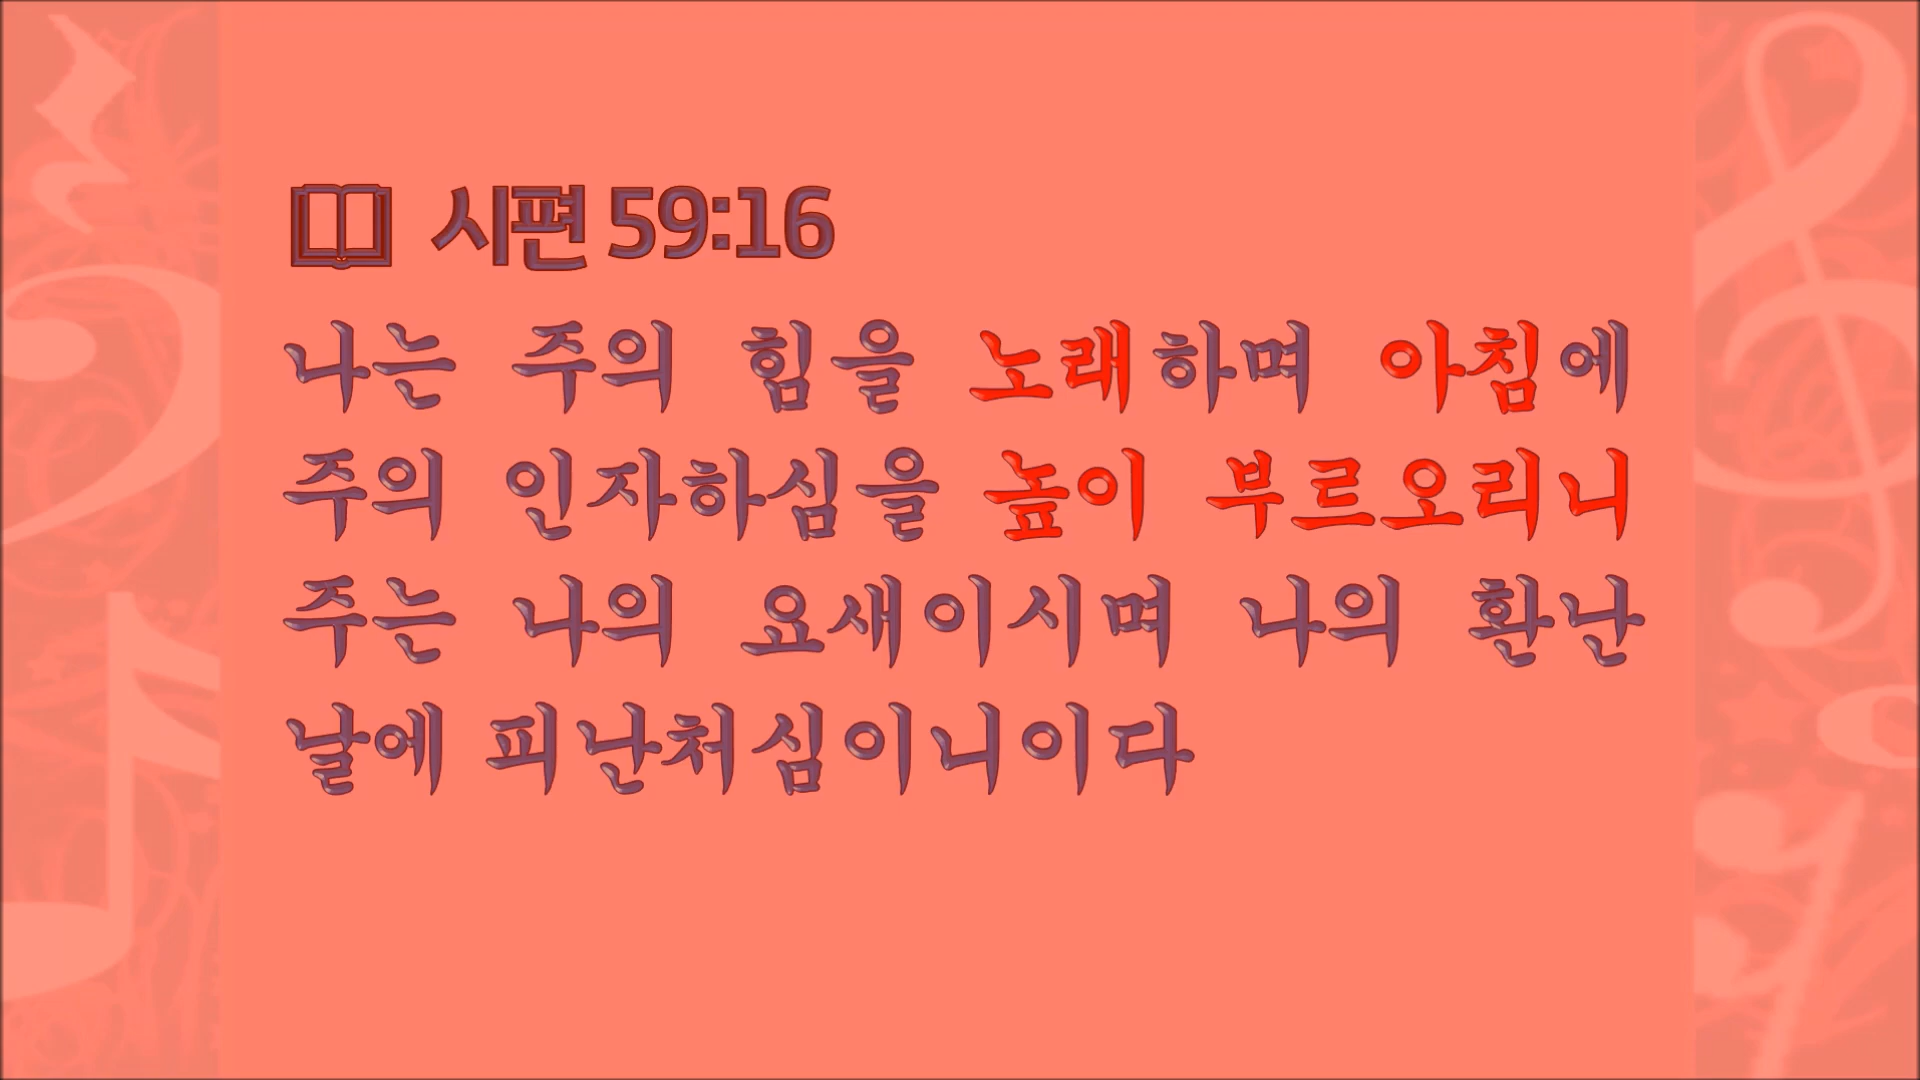 시편 59:16
나는 주의 힘을 노래하며 아침에
주의 인자하심을 높이 부르오리니
주는 나의 요새이시며 나의 환난
날에 피난처심이니이다